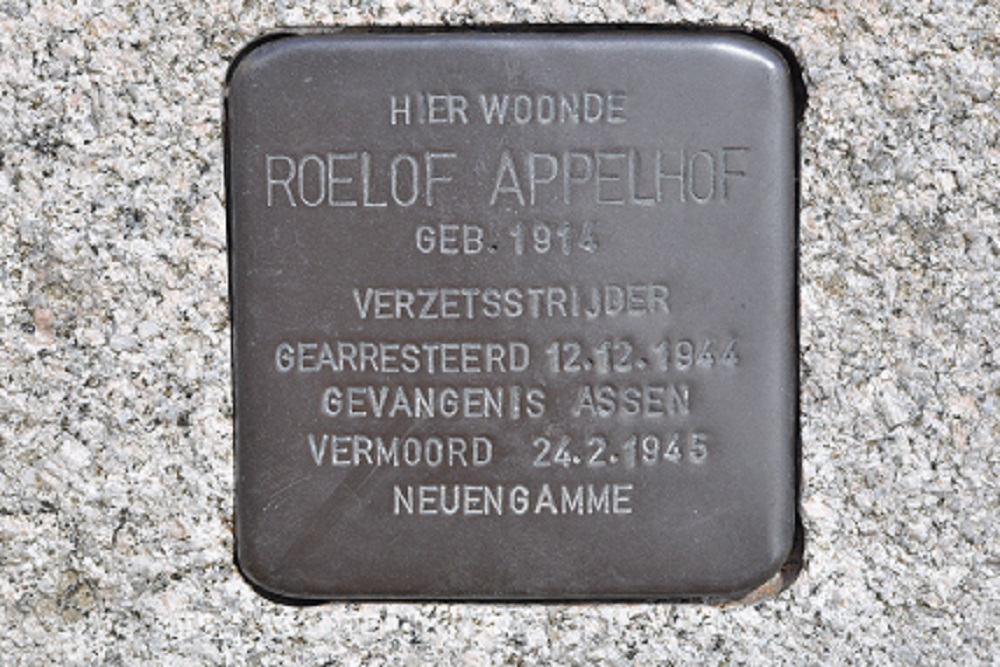 HIER WOONDE
ROELOF APPELHOF
GEB. 1914
VERZETSSTRIJDER
GEARRESTEERD 12.12.1944
GEVANGENIS ASSEN
VERMOORD 24.2.1945
NEUENGAMME